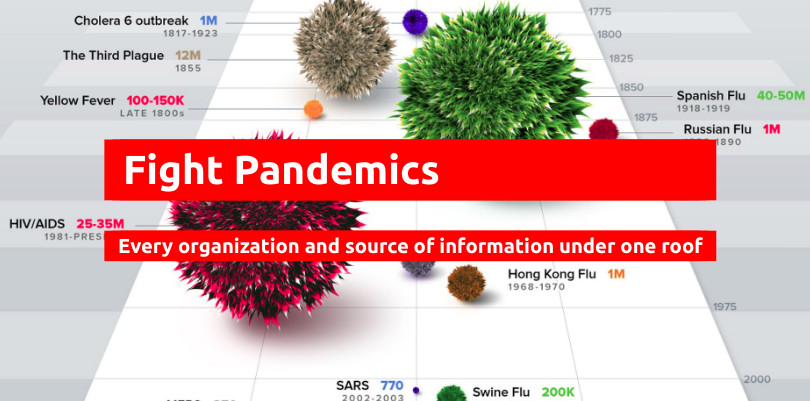 Cholera 6 outbreak 1M
1817-1923
The Third Plague 12M
1855
Yellow Fever 100-150K
LATE 1800s
1775
1800
1825
1850
Spanish Flu 40-50M
1918-1919
1875
Russian Flu 1M
Fight Pandemics
HIV/AIDS 25-35M
Every organization and source of information under one roof
Hong Kong Flu 1M
1968-1970
1975
2000
SARS 770
2002-2003
Swine Flu 200K